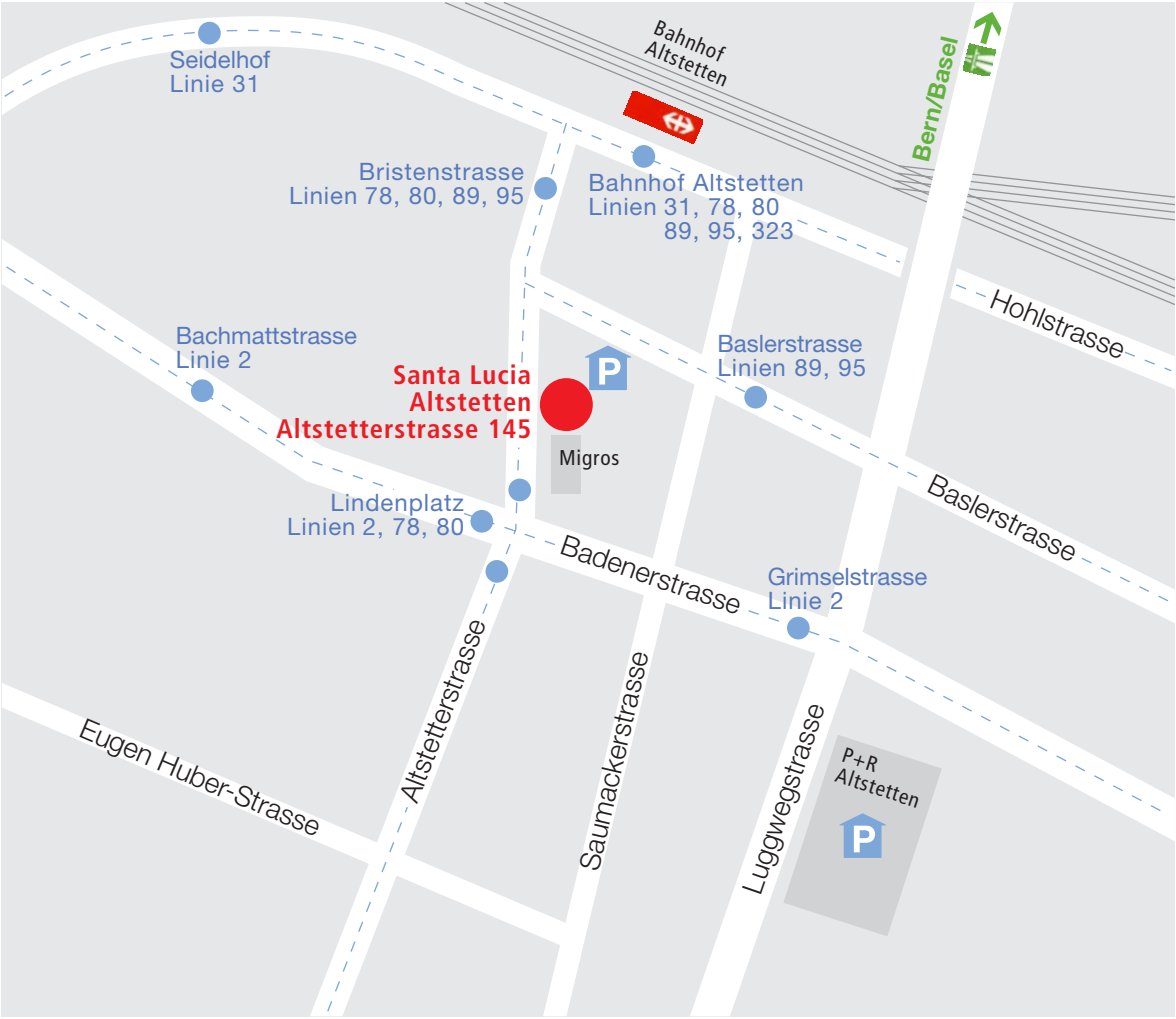 Seidelhof
Linie 31
Bahnhof
Altstetten
Bern/Basel
Bristenstrasse
Linien 78, 80, 89, 95
Bahnhof Altstetten
Linien 31, 78, 80
89, 95, 323
Hohlstrasse
Bachmattstrasse
Linie 2
Baslerstrasse
Linien 89, 95
P
Santa Lucia
Altstetten
Altstetterstrasse 145
Migros
Lindenplatz
Linien 2, 78, 80
Baslerstrasse
Badenerstrasse
Grimselstrasse
Linie 2
Altstetterstrasse
Saumackerstrasse
Luggwegstrasse
Eugen Huber-Strasse
P+R
Altstetten
P